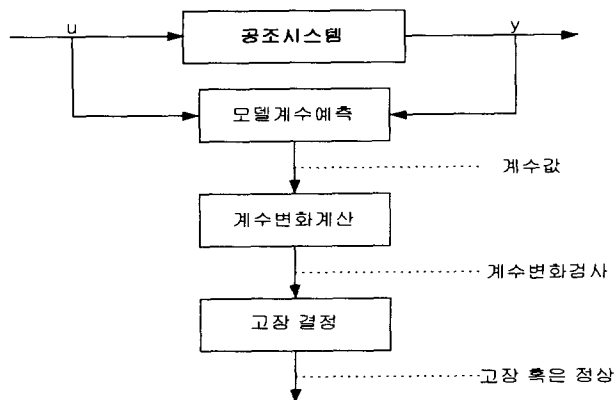 u
공조시스템
y
모델계수예측
계수값
계수변화계산
계수변화검사
고장 결정
고장 혹은 정상